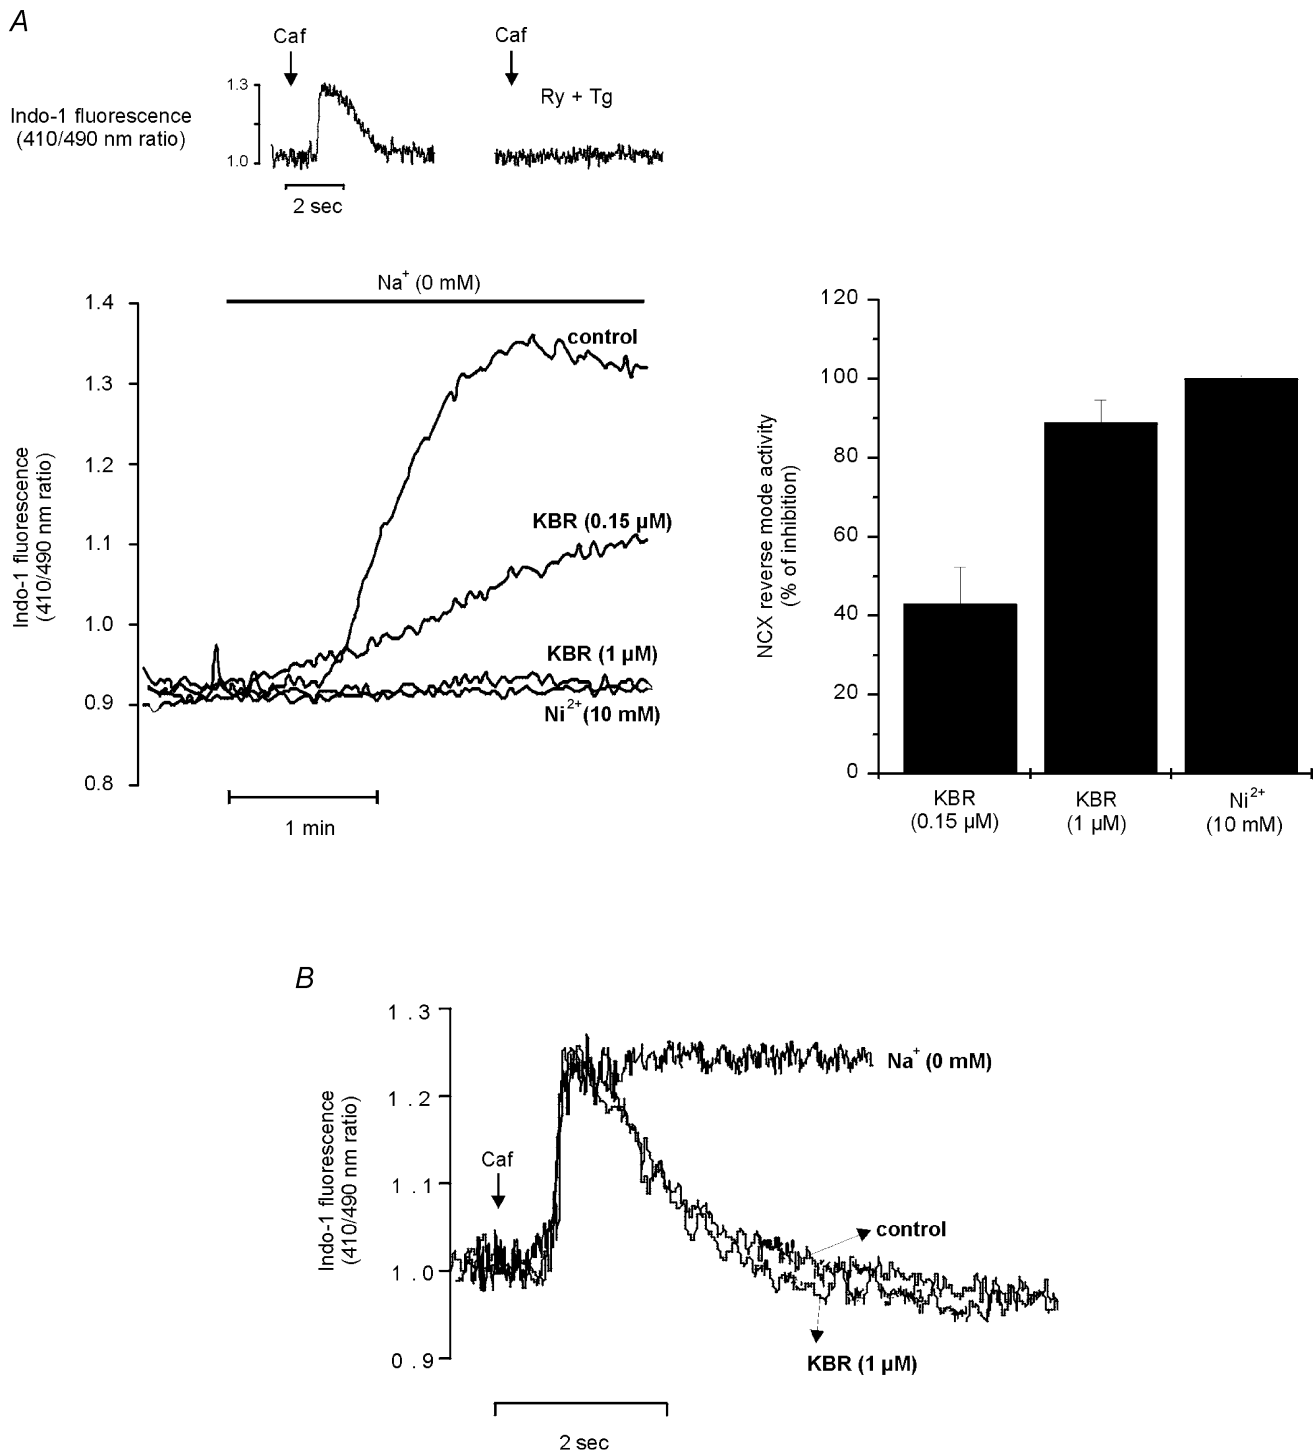 A
Caf
Caf
Ry + Tg
Indo-1 fluorescence
(410/490 nm ratio)
1.3
1.0
2 sec
Na⁺ (0 mM)
1.4
1.3
1.2
1.1
1.0
0.9
0.8
Indo-1 fluorescence
(410/490 nm ratio)
control
KBR (0.15 µM)
KBR (1 µM)
Ni²⁺ (10 mM)
1 min
120
100
80
60
40
20
0
NCX reverse mode activity
(% of inhibition)
KBR
(0.15 µM)
KBR
(1 µM)
Ni²⁺
(10 mM)
B
1.3
1.2
1.1
1.0
0.9
Indo-1 fluorescence
(410/490 nm ratio)
Caf
Na⁺ (0 mM)
control
KBR (1 µM)
2 sec